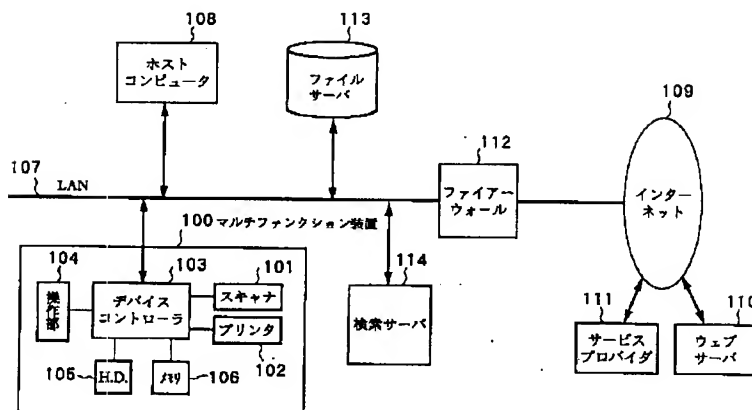 108
ホスト
コンピュータ
113
ファイル
サーバ
109
インター
ネット
112
ファイアー
ウォール
107
LAN
100 マルチファンクション装置
104
操作部
103
デバイス
コントローラ
101
スキャナ
プリンタ
102
105
H.D.
メモリ
106
114
検索サーバ
111
サービス
プロバイダ
110
ウェブ
サーバ